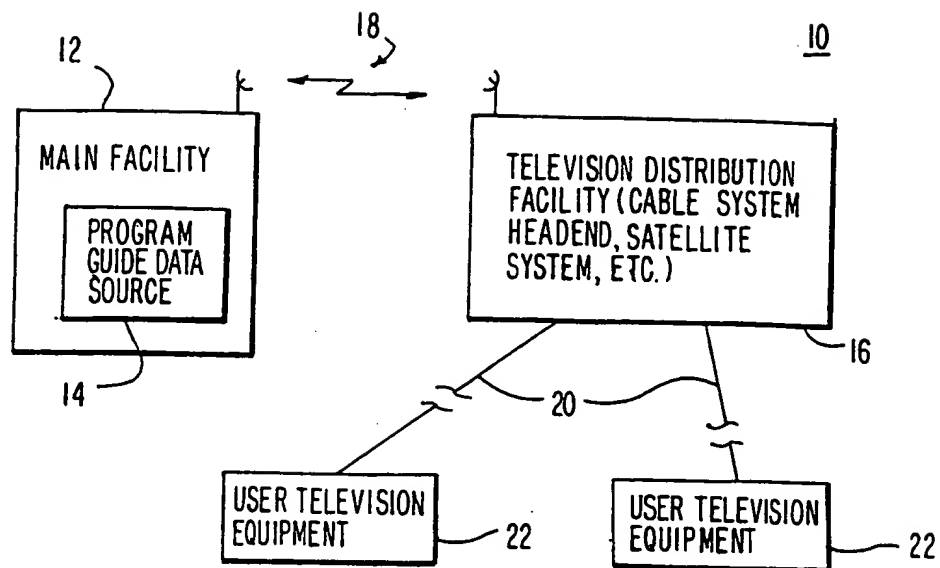 18
10
12
MAIN FACILITY
PROGRAM
GUIDE DATA
SOURCE
14
TELEVISION DISTRIBUTION
FACILITY (CABLE SYSTEM
HEADEND, SATELLITE
SYSTEM, ETC.)
16
20
USER TELEVISION
EQUIPMENT
22
USER TELEVISION
EQUIPMENT
22